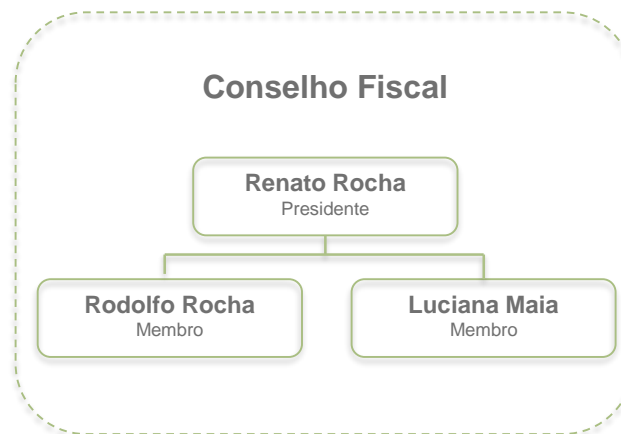 Conselho Fiscal
Renato Rocha
Presidente
Rodolfo Rocha
Membro
Luciana Maia
Membro